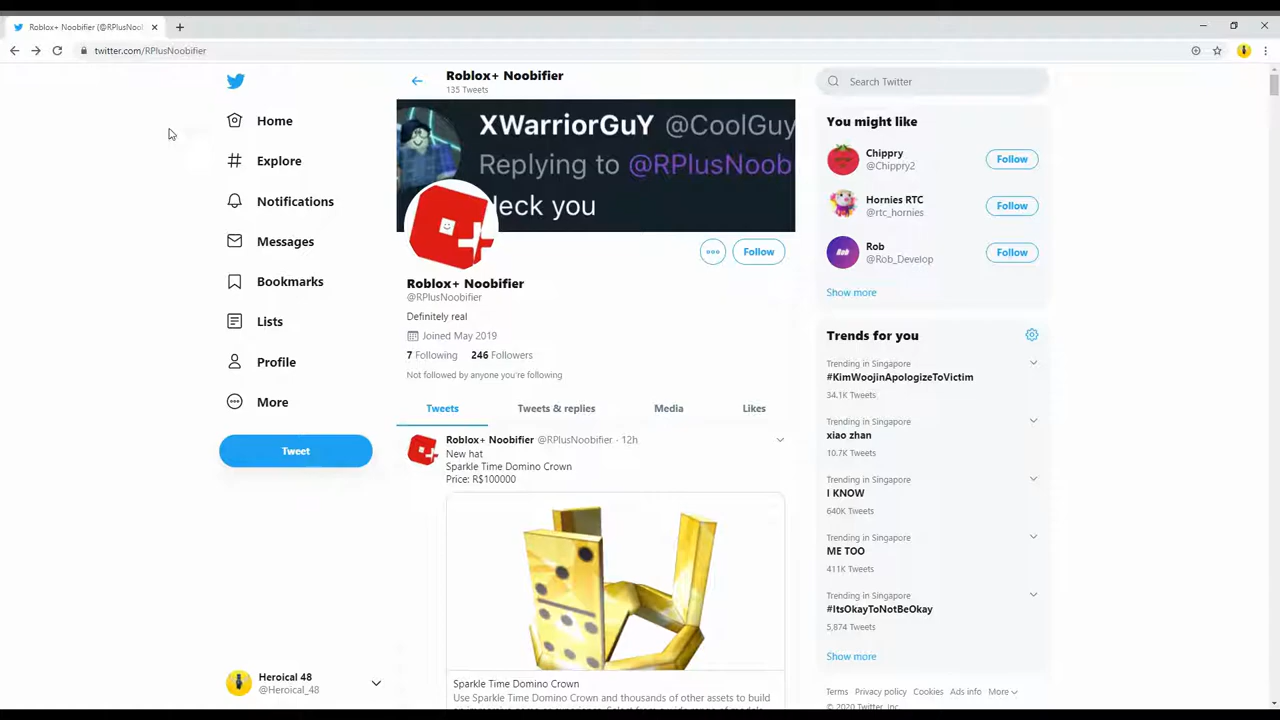 Roblox+ Noobifier (@RPlusNool
twitter.com/RPlusNoobifier
Home
Explore
Notifications
Messages
Bookmarks
Lists
Profile
More
Tweet
Heroical 48
@Heroical_48
Roblox+ Noobifier
135 Tweets
XWarriorGuY @CoolGuy
Replying to @RPlusNoob
Heck you
Follow
Roblox+ Noobifier
@RPlusNoobifier
Definitely real
Joined May 2019
7 Following 246 Followers
Not followed by anyone you're following
Tweets Tweets & replies Media Likes
Roblox+ Noobifier @RPlusNoobifier · 12h
New hat
Sparkle Time Domino Crown
Price: R$100000
Sparkle Time Domino Crown
Use Sparkle Time Domino Crown and thousands of other assets to build
Search Twitter
You might like
Chippry
@Chippry2
Follow
Hornies RTC
@rtc_hornies
Follow
Rob
@Rob_Develop
Follow
Show more
Trends for you
Trending in Singapore
#KimWoojinApologizeToVictim
34.1K Tweets
Trending in Singapore
xiao zhan
10.7K Tweets
Trending in Singapore
I KNOW
640K Tweets
Trending in Singapore
ME TOO
411K Tweets
Trending in Singapore
#ItsOkayToNotBeOkay
5,874 Tweets
Show more
Terms Privacy policy Cookies Ads info More
© 2020 Twitter, Inc.